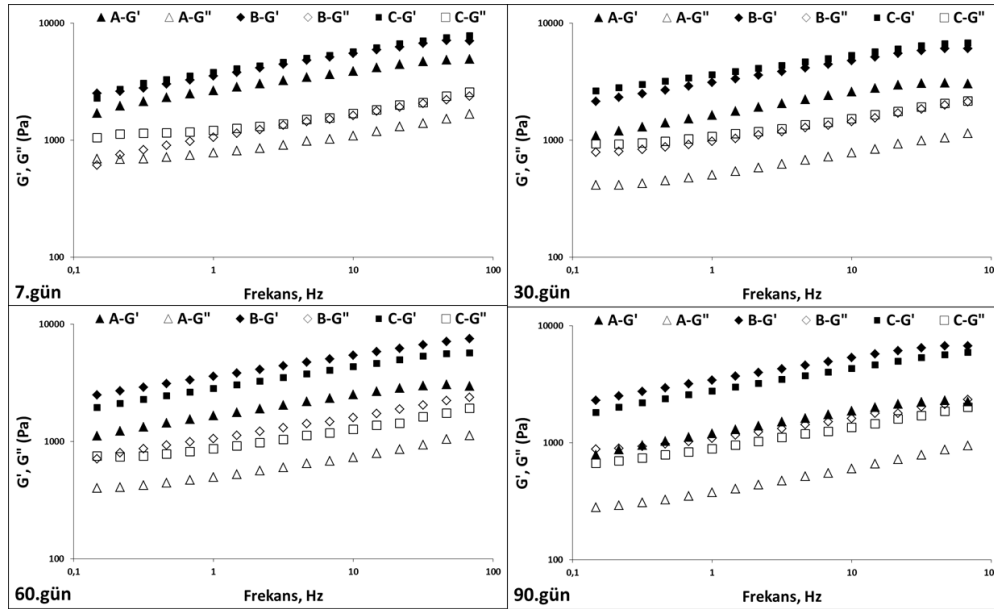 A-G' A-G" B-G' B-G" C-G' C-G"
10000
1000
100
0,1 1 10 100
G', G" (Pa)
Frekans, Hz
7.gün
A-G' A-G" B-G' B-G" C-G' C-G"
10000
1000
100
0,1 1 10 100
G', G" (Pa)
Frekans, Hz
30.gün
A-G' A-G" B-G' B-G" C-G' C-G"
10000
1000
100
0,1 1 10 100
G', G" (Pa)
Frekans, Hz
60.gün
A-G' A-G" B-G' B-G" C-G' C-G"
10000
1000
100
0,1 1 10 100
G', G" (Pa)
Frekans, Hz
90.gün